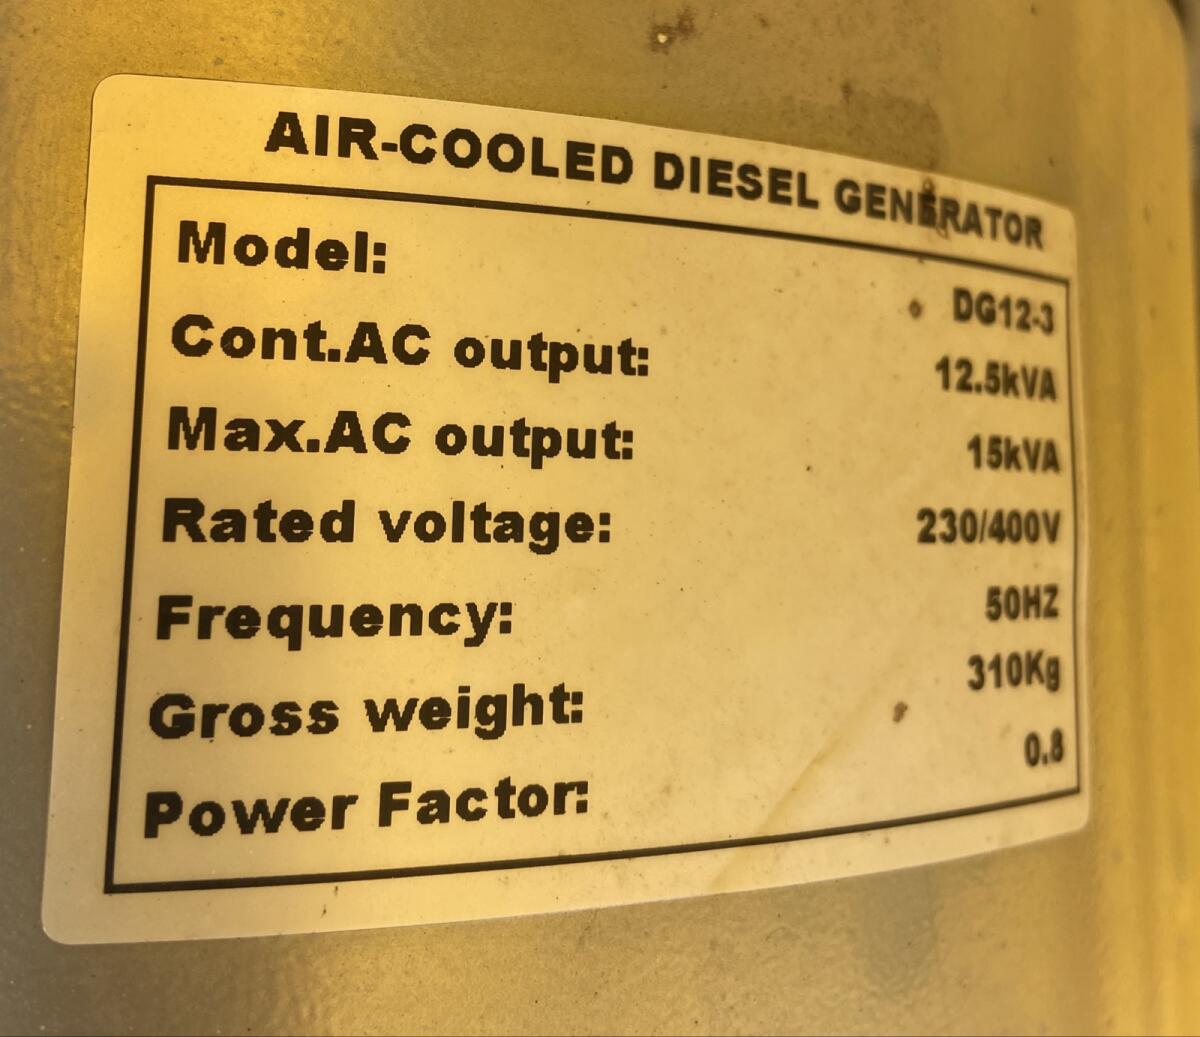 AIR-COOLED DIESEL GENERATOR
Model: DG12-3
Cont.AC output: 12.5kVA
Max.AC output: 15kVA
Rated voltage: 230/400V
Frequency: 50HZ
Gross weight: 310Kg
Power Factor: 0.8